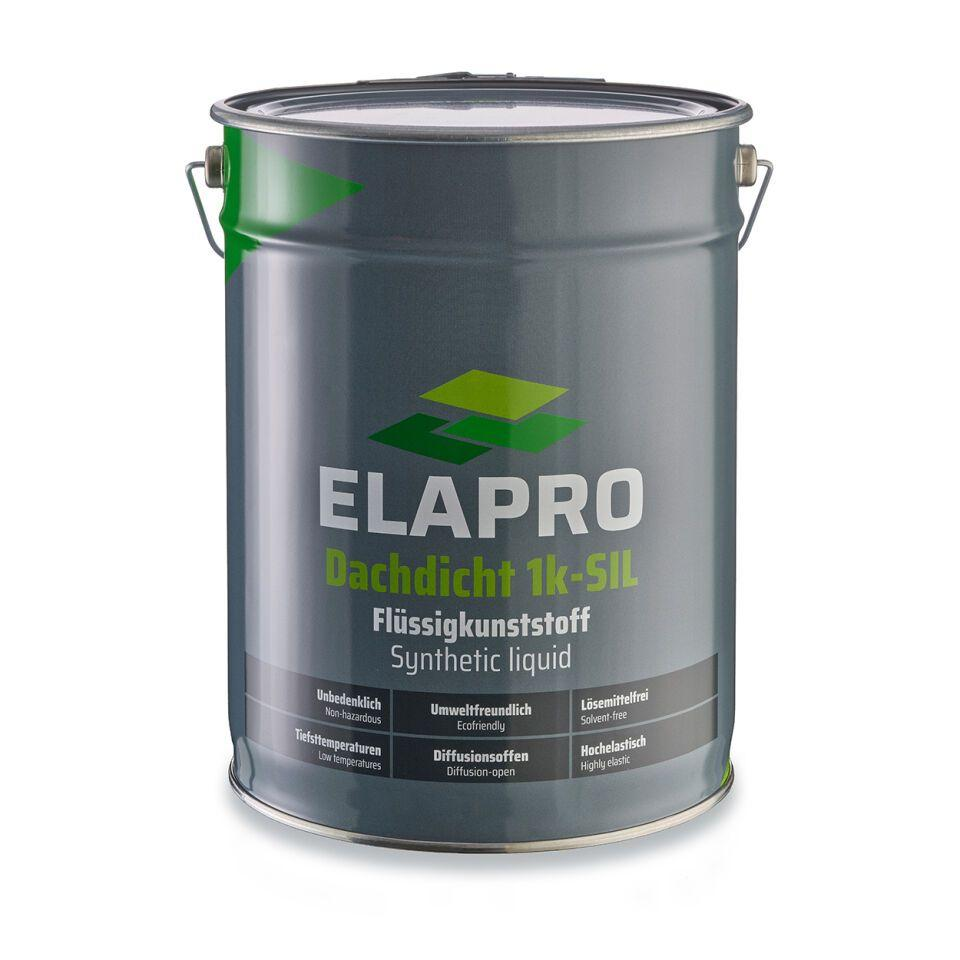 ELAPRO
Dachdicht 1k-SIL
Flüssigkunststoff
Synthetic liquid
Unbedenklich
Non-hazardous
Umweltfreundlich
Ecofriendly
Lösemittelfrei
Solvent-free
Tiefsttemperaturen
Low temperatures
Diffusionsoffen
Diffusion-open
Hochelastisch
Highly elastic